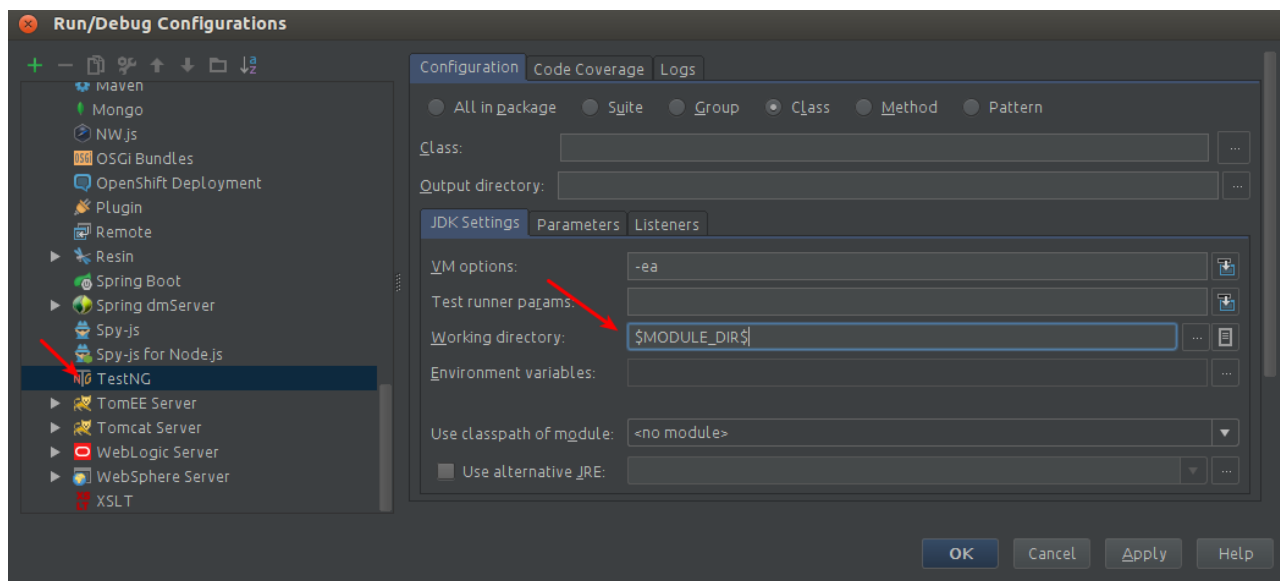 Run/Debug Configurations
Maven
Mongo
NW.js
OSGi Bundles
OpenShift Deployment
Plugin
Remote
Resin
Spring Boot
Spring dmServer
Spy-js
Spy-js for Node.js
TestNG
TomEE Server
Tomcat Server
WebLogic Server
WebSphere Server
XSLT
Configuration Code Coverage Logs
All in package Suite Group Class Method Pattern
Class:
Output directory:
JDK Settings Parameters Listeners
VM options: -ea
Test runner params:
Working directory: $MODULE_DIR$
Environment variables:
Use classpath of module: <no module>
Use alternative JRE:
OK Cancel Apply Help